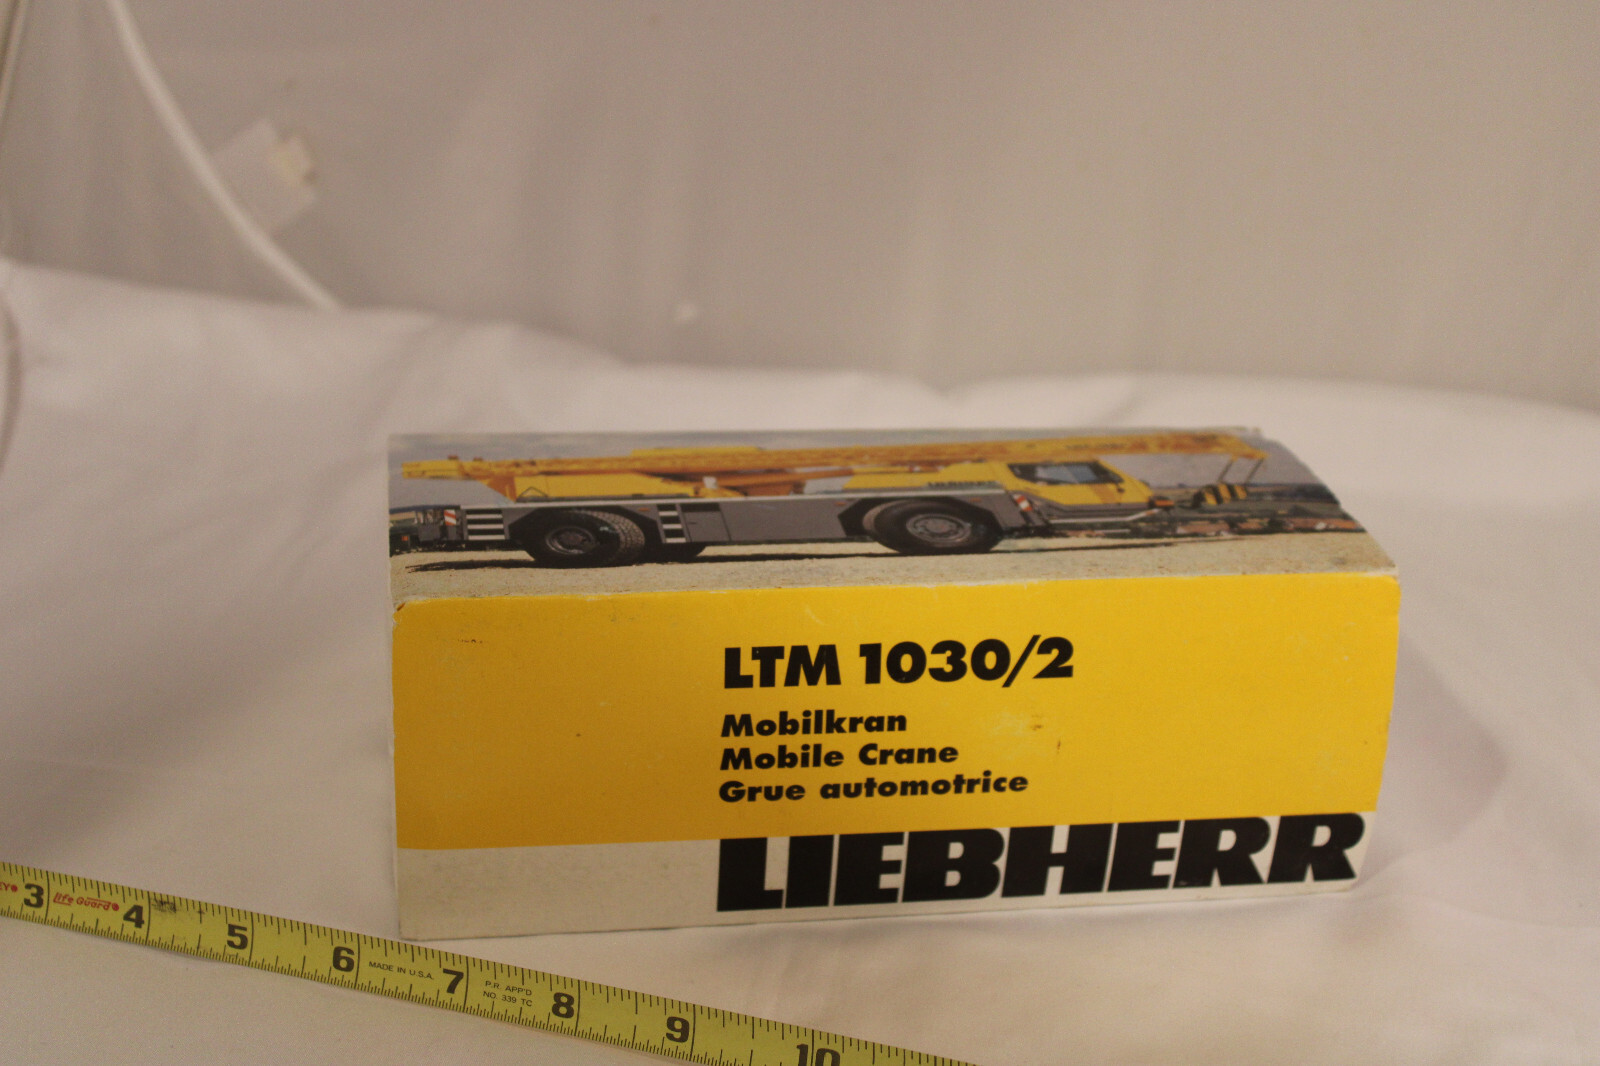 LTM 1030/2
Mobilkran
Mobile Crane
Grue automotrice
LIEBHERR
3 life Guard 4 5 6 MADE IN U.S.A. 7 P.R. APP'D 8 9 10
NO. 339 TC